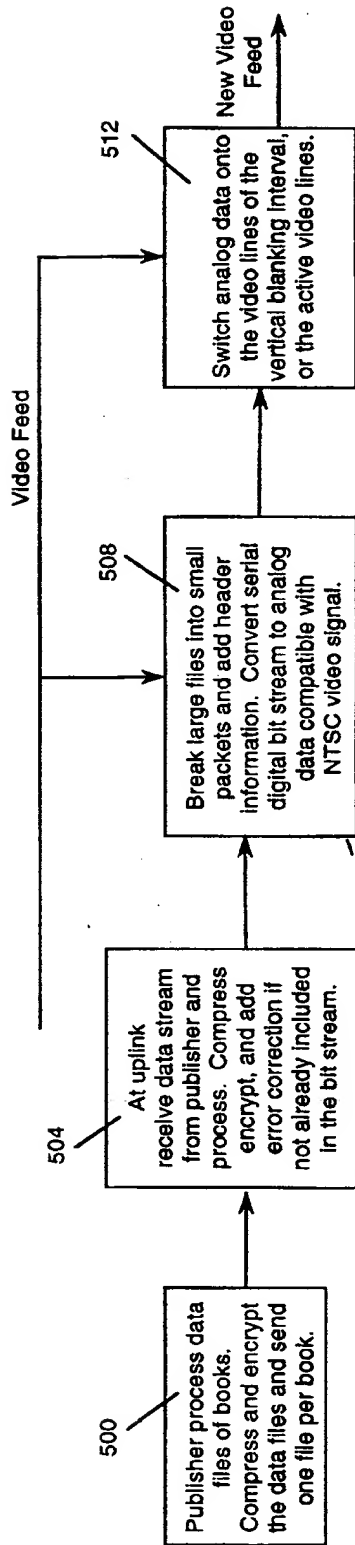 Video Feed
500
Publisher process data
files of books.
Compress and encrypt
the data files and send
one file per book.
504
At uplink
receive data stream
from publisher and
process. Compress
encrypt, and add
error correction if
not already included
in the bit stream.
508
Break large files into small
packets and add header
information. Convert serial
digital bit stream to analog
data compatible with
NTSC video signal.
512
Switch analog data onto
the video lines of the
vertical blanking interval,
or the active video lines.
New Video
Feed